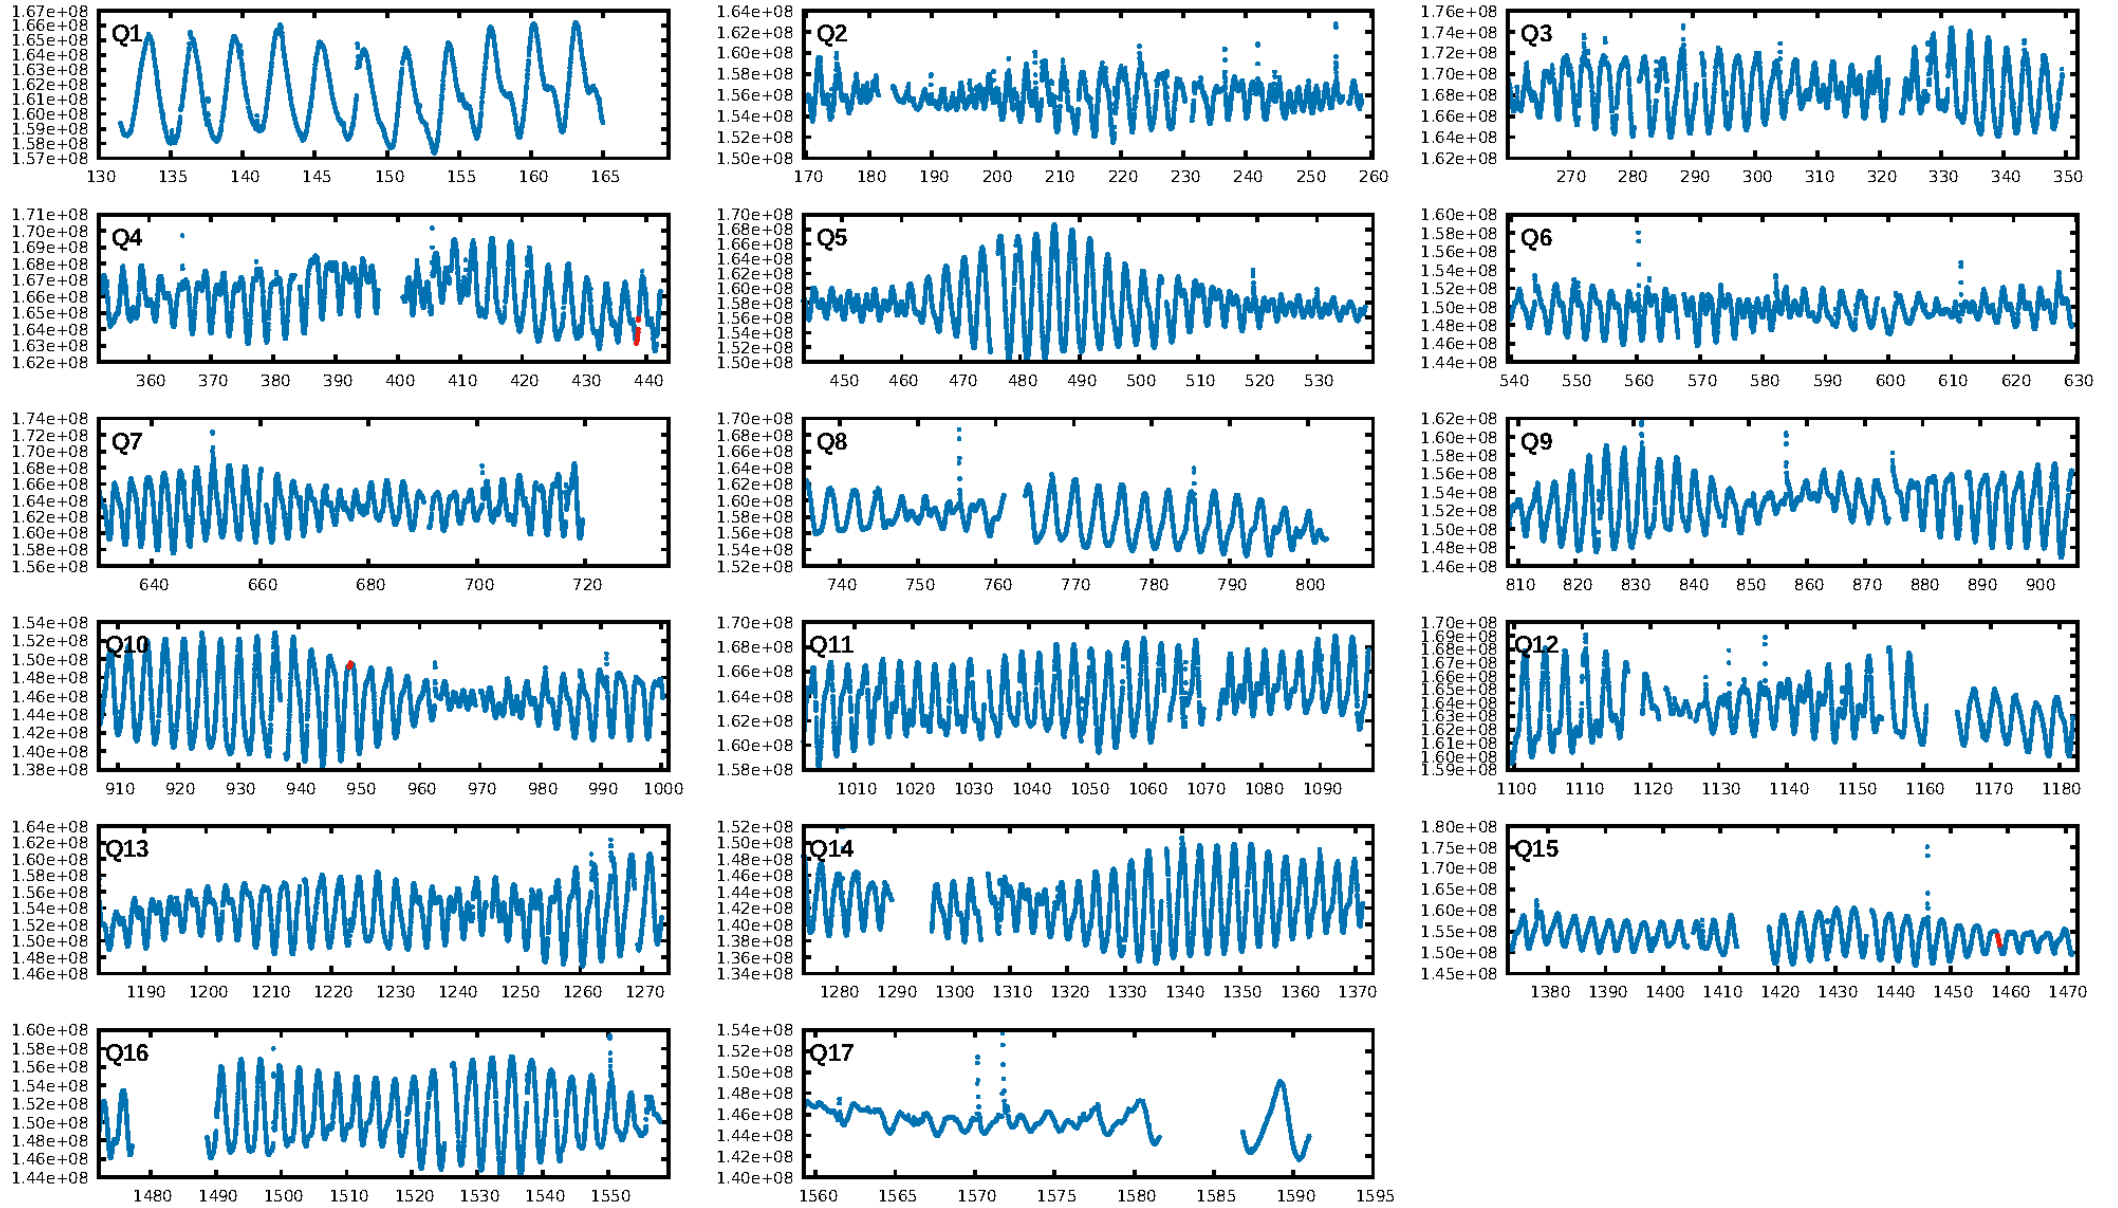 1.67e+08 1.66e+08 1.65e+08 1.64e+08 1.63e+08 1.62e+08 1.61e+08 1.60e+08 1.59e+08 1.58e+08 1.57e+08
Q1
130 135 140 145 150 155 160 165
1.64e+08 1.62e+08 1.60e+08 1.58e+08 1.56e+08 1.54e+08 1.52e+08 1.50e+08
Q2
170 180 190 200 210 220 230 240 250 260
1.76e+08 1.74e+08 1.72e+08 1.70e+08 1.68e+08 1.66e+08 1.64e+08 1.62e+08
Q3
270 280 290 300 310 320 330 340 350
1.71e+08 1.70e+08 1.69e+08 1.68e+08 1.67e+08 1.66e+08 1.65e+08 1.64e+08 1.63e+08 1.62e+08
Q4
360 370 380 390 400 410 420 430 440
1.70e+08 1.68e+08 1.66e+08 1.64e+08 1.62e+08 1.60e+08 1.58e+08 1.56e+08 1.54e+08 1.52e+08 1.50e+08
Q5
450 460 470 480 490 500 510 520 530
1.60e+08 1.58e+08 1.56e+08 1.54e+08 1.52e+08 1.50e+08 1.48e+08 1.46e+08 1.44e+08
Q6
540 550 560 570 580 590 600 610 620 630
1.74e+08 1.72e+08 1.70e+08 1.68e+08 1.66e+08 1.64e+08 1.62e+08 1.60e+08 1.58e+08 1.56e+08
Q7
640 660 680 700 720
1.70e+08 1.68e+08 1.66e+08 1.64e+08 1.62e+08 1.60e+08 1.58e+08 1.56e+08 1.54e+08 1.52e+08
Q8
740 750 760 770 780 790 800
1.62e+08 1.60e+08 1.58e+08 1.56e+08 1.54e+08 1.52e+08 1.50e+08 1.48e+08 1.46e+08
Q9
810 820 830 840 850 860 870 880 890 900
1.54e+08 1.52e+08 1.50e+08 1.48e+08 1.46e+08 1.44e+08 1.42e+08 1.40e+08 1.38e+08
Q10
910 920 930 940 950 960 970 980 990 1000
1.70e+08 1.68e+08 1.66e+08 1.64e+08 1.62e+08 1.60e+08 1.58e+08
Q11
1010 1020 1030 1040 1050 1060 1070 1080 1090
1.70e+08 1.69e+08 1.68e+08 1.67e+08 1.66e+08 1.65e+08 1.64e+08 1.63e+08 1.62e+08 1.61e+08 1.60e+08 1.59e+08
Q12
1100 1110 1120 1130 1140 1150 1160 1170 1180
1.64e+08 1.62e+08 1.60e+08 1.58e+08 1.56e+08 1.54e+08 1.52e+08 1.50e+08 1.48e+08 1.46e+08
Q13
1190 1200 1210 1220 1230 1240 1250 1260 1270
1.52e+08 1.50e+08 1.48e+08 1.46e+08 1.44e+08 1.42e+08 1.40e+08 1.38e+08 1.36e+08 1.34e+08
Q14
1280 1290 1300 1310 1320 1330 1340 1350 1360 1370
1.80e+08 1.75e+08 1.70e+08 1.65e+08 1.60e+08 1.55e+08 1.50e+08 1.45e+08
Q15
1380 1390 1400 1410 1420 1430 1440 1450 1460 1470
1.60e+08 1.58e+08 1.56e+08 1.54e+08 1.52e+08 1.50e+08 1.48e+08 1.46e+08 1.44e+08
Q16
1480 1490 1500 1510 1520 1530 1540 1550
1.54e+08 1.52e+08 1.50e+08 1.48e+08 1.46e+08 1.44e+08 1.42e+08 1.40e+08
Q17
1560 1565 1570 1575 1580 1585 1590 1595